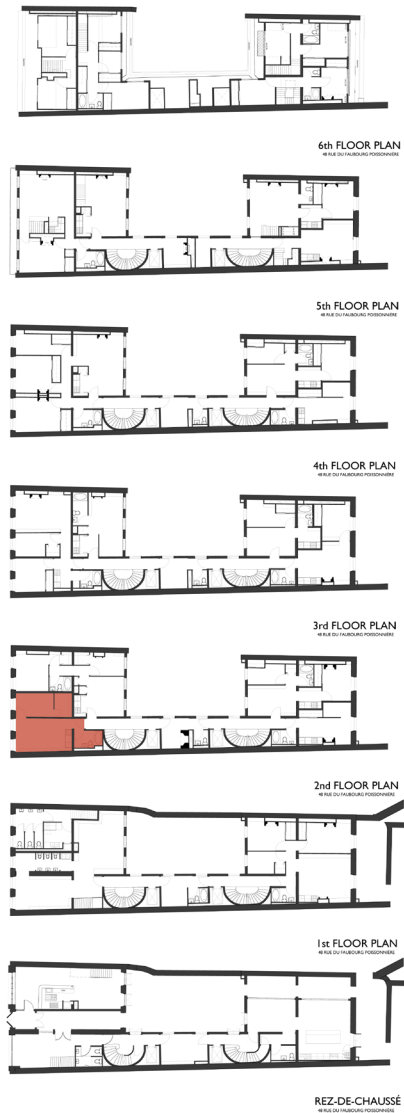 6th FLOOR PLAN
48 RUE DU FAUBOURG POISSONNIÈRE
5th FLOOR PLAN
48 RUE DU FAUBOURG POISSONNIÈRE
4th FLOOR PLAN
48 RUE DU FAUBOURG POISSONNIÈRE
3rd FLOOR PLAN
48 RUE DU FAUBOURG POISSONNIÈRE
2nd FLOOR PLAN
48 RUE DU FAUBOURG POISSONNIÈRE
1st FLOOR PLAN
48 RUE DU FAUBOURG POISSONNIÈRE
REZ-DE-CHAUSSÉ
48 RUE DU FAUBOURG POISSONNIÈRE